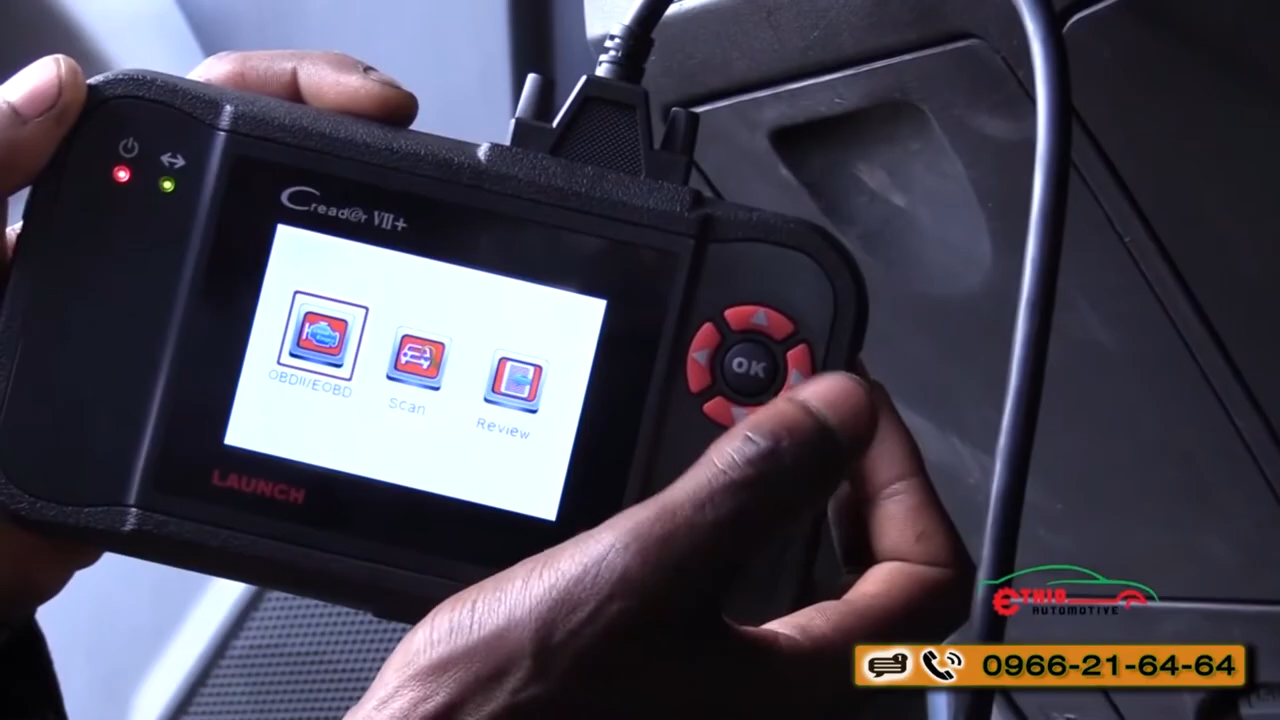 Creader VII+
OBDII/EOBD
Scan
Review
OK
LAUNCH
ETHIO
AUTOMOTIVE
0966-21-64-64